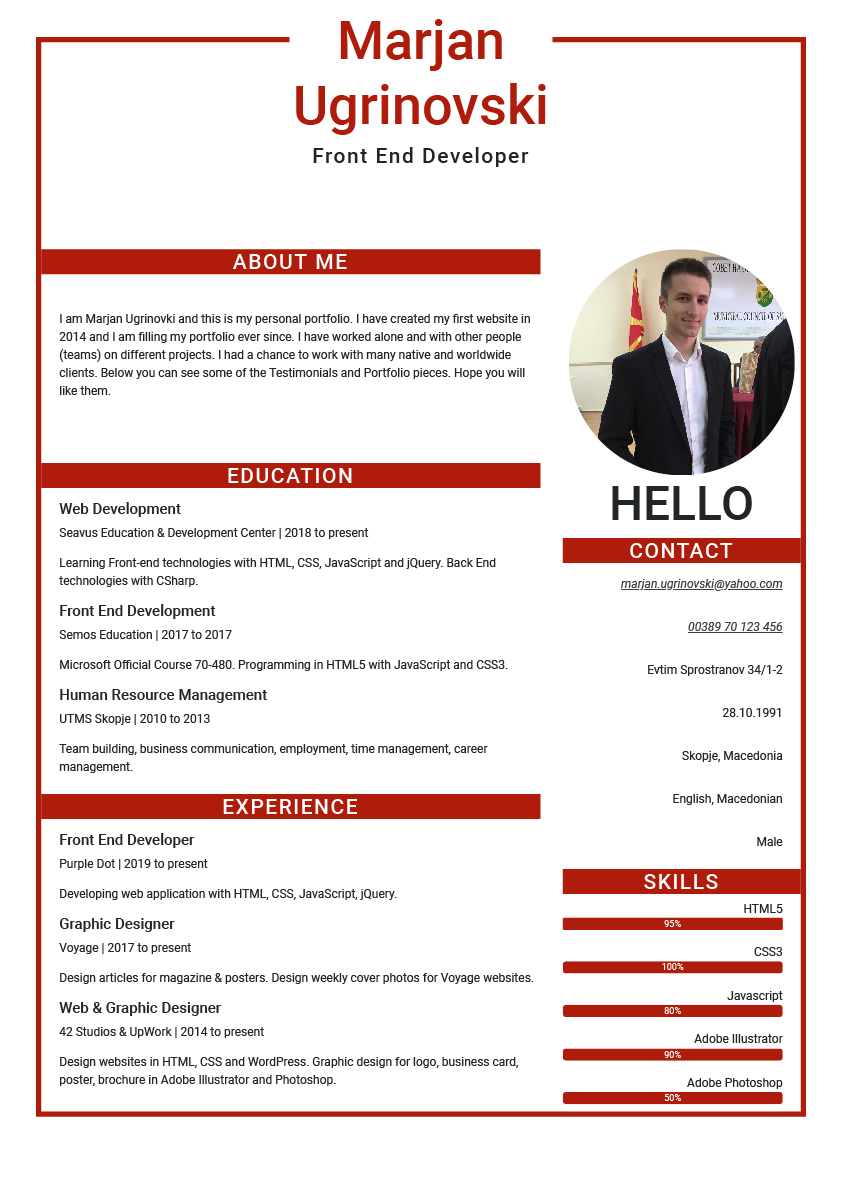 Marjan
Ugrinovski
Front End Developer
ABOUT ME
I am Marjan Ugrinovki and this is my personal portfolio. I have created my first website in
2014 and I am filling my portfolio ever since. I have worked alone and with other people
(teams) on different projects. I had a chance to work with many native and worldwide
clients. Below you can see some of the Testimonials and Portfolio pieces. Hope you will
like them.
EDUCATION
Web Development
Seavus Education & Development Center | 2018 to present
Learning Front-end technologies with HTML, CSS, JavaScript and jQuery. Back End
technologies with CSharp.
Front End Development
Semos Education | 2017 to 2017
Microsoft Official Course 70-480. Programming in HTML5 with JavaScript and CSS3.
Human Resource Management
UTMS Skopje | 2010 to 2013
Team building, business communication, employment, time management, career
management.
EXPERIENCE
Front End Developer
Purple Dot | 2019 to present
Developing web application with HTML, CSS, JavaScript, jQuery.
Graphic Designer
Voyage | 2017 to present
Design articles for magazine & posters. Design weekly cover photos for Voyage websites.
Web & Graphic Designer
42 Studios & UpWork | 2014 to present
Design websites in HTML, CSS and WordPress. Graphic design for logo, business card,
poster, brochure in Adobe Illustrator and Photoshop.
MUNICIPAL COUNCIL OF
HELLO
CONTACT
marjan.ugrinovski@yahoo.com
00389 70 123 456
Evtim Sprostranov 34/1-2
28.10.1991
Skopje, Macedonia
English, Macedonian
Male
SKILLS
HTML5
95%
CSS3
100%
Javascript
80%
Adobe Illustrator
90%
Adobe Photoshop
50%